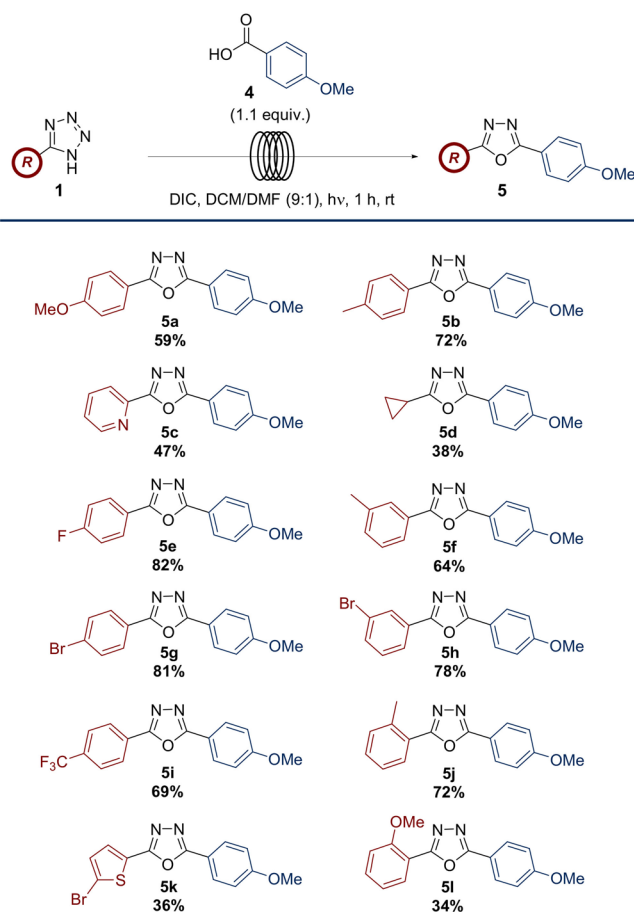 HO
O
OMe
4
(1.1 equiv.)
N N
N N
H
R
1
DIC, DCM/DMF (9:1), hν, 1 h, rt
N N
O
R
OMe
5
N N
O
MeO
OMe
5a
59%
N N
O
OMe
5b
72%
N N
O
N
OMe
5c
47%
N N
O
OMe
5d
38%
N N
O
F
OMe
5e
82%
N N
O
OMe
5f
64%
N N
O
Br
OMe
5g
81%
Br
N N
O
OMe
5h
78%
N N
O
F3C
OMe
5i
69%
N N
O
OMe
5j
72%
N N
O
S
Br
OMe
5k
36%
OMe
N N
O
OMe
5l
34%